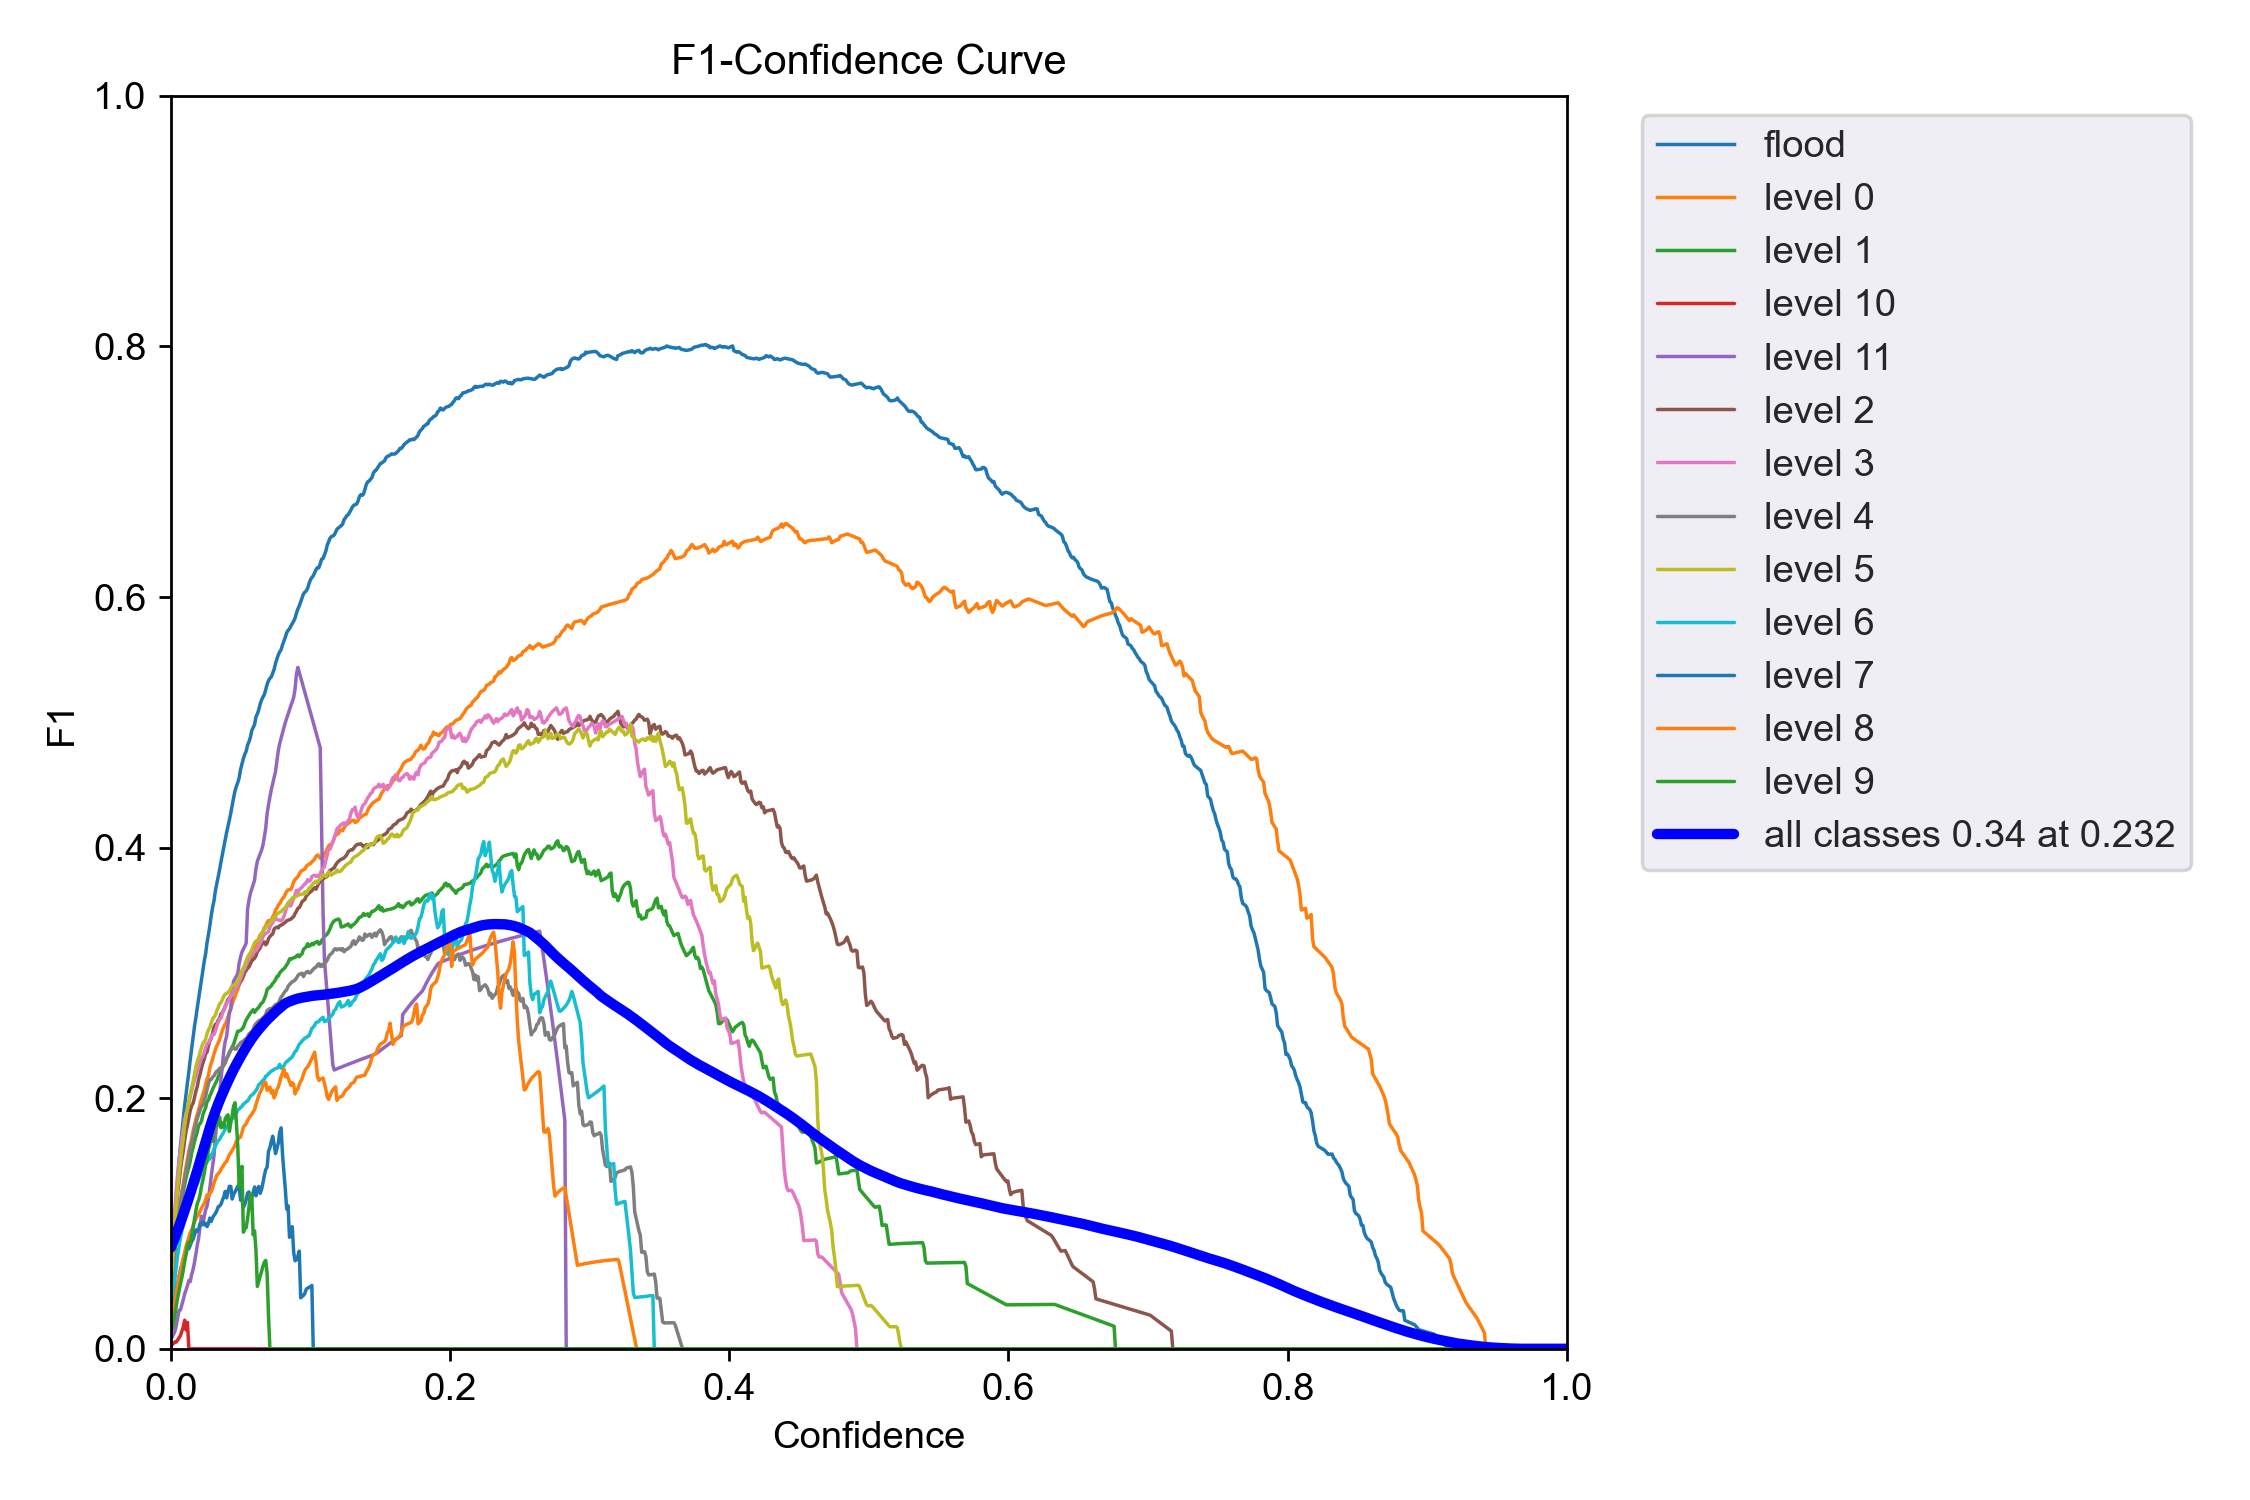 F1-Confidence Curve
1.0
0.8
0.6
0.4
0.2
0.0
F1
0.0 0.2 0.4 0.6 0.8 1.0
Confidence
flood
level 0
level 1
level 10
level 11
level 2
level 3
level 4
level 5
level 6
level 7
level 8
level 9
all classes 0.34 at 0.232